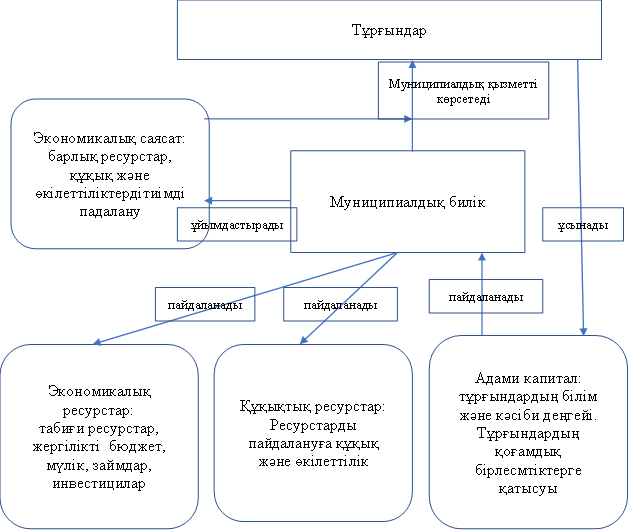 Тұрғындар
Муниципиалдық қызметті
көрсетеді
Экономикалық саясат:
барлық ресурстар,
құқық және
өкілеттіліктерді тиімді
падалану
Муниципиалдық билік
ұйымдастырады
ұсынады
пайдаланады
пайдаланады
пайдаланады
Экономикалық
ресурстар:
табиғи ресурстар,
жергілікті бюджет,
мүлік, займдар,
инвестицилар
Құқықтық ресурстар:
Ресурстарды
пайдалануға құқық
және өкілеттілік
Адами капитал:
тұрғындардың білім
және кәсіби деңгейі.
Тұрғындардың
қоғамдық
бірлесмтіктерге
қатысуы